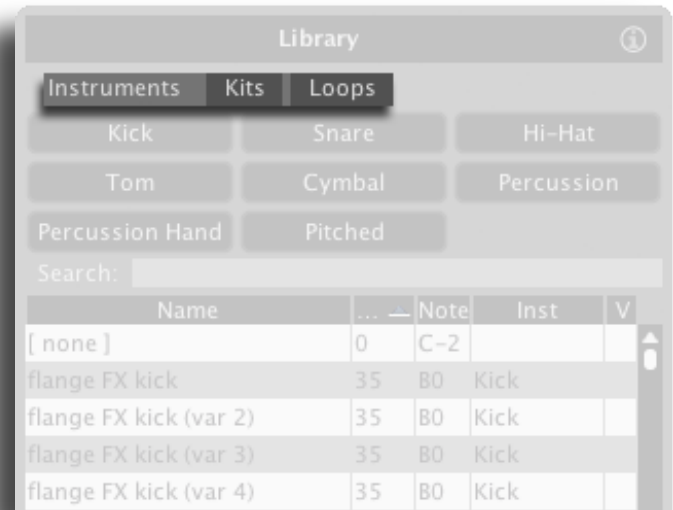 Library
Instruments Kits Loops
Kick Snare Hi-Hat
Tom Cymbal Percussion
Percussion Hand Pitched
Search:
Name ... Note Inst V
[ none ] 0 C-2
flange FX kick 35 B0 Kick
flange FX kick (var 2) 35 B0 Kick
flange FX kick (var 3) 35 B0 Kick
flange FX kick (var 4) 35 B0 Kick